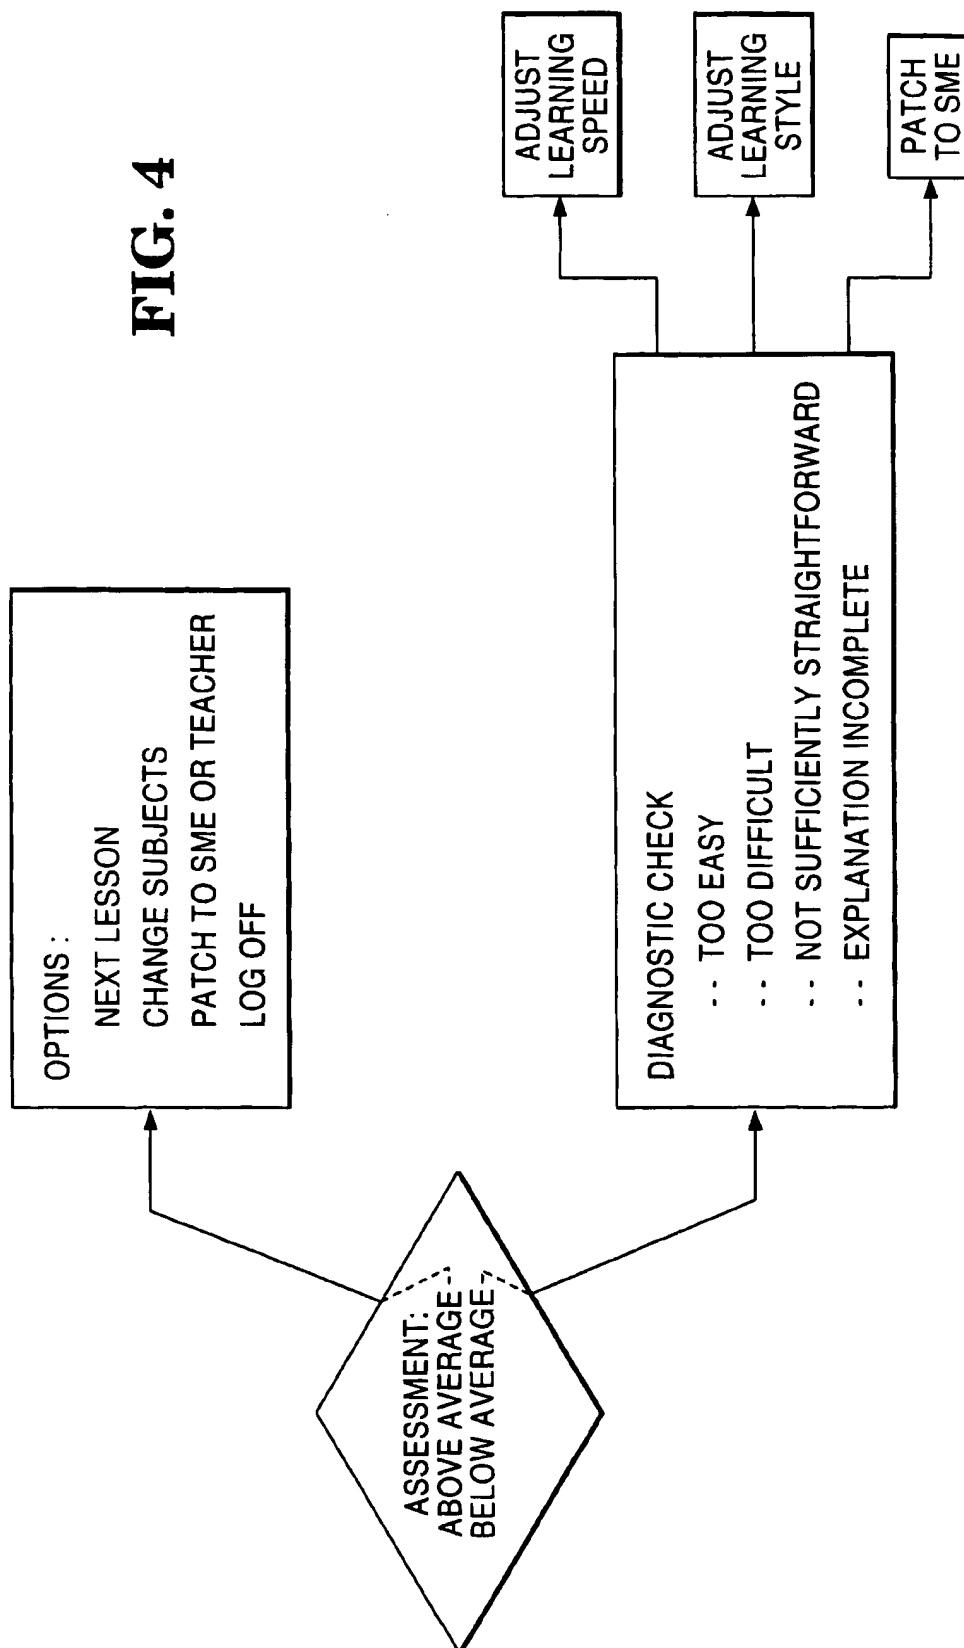 FIG. 4
OPTIONS :
NEXT LESSON
CHANGE SUBJECTS
PATCH TO SME OR TEACHER
LOG OFF
ASSESSMENT:
ABOVE AVERAGE
BELOW AVERAGE
DIAGNOSTIC CHECK
-- TOO EASY
-- TOO DIFFICULT
-- NOT SUFFICIENTLY STRAIGHTFORWARD
-- EXPLANATION INCOMPLETE
ADJUST
LEARNING
SPEED
ADJUST
LEARNING
STYLE
PATCH
TO SME